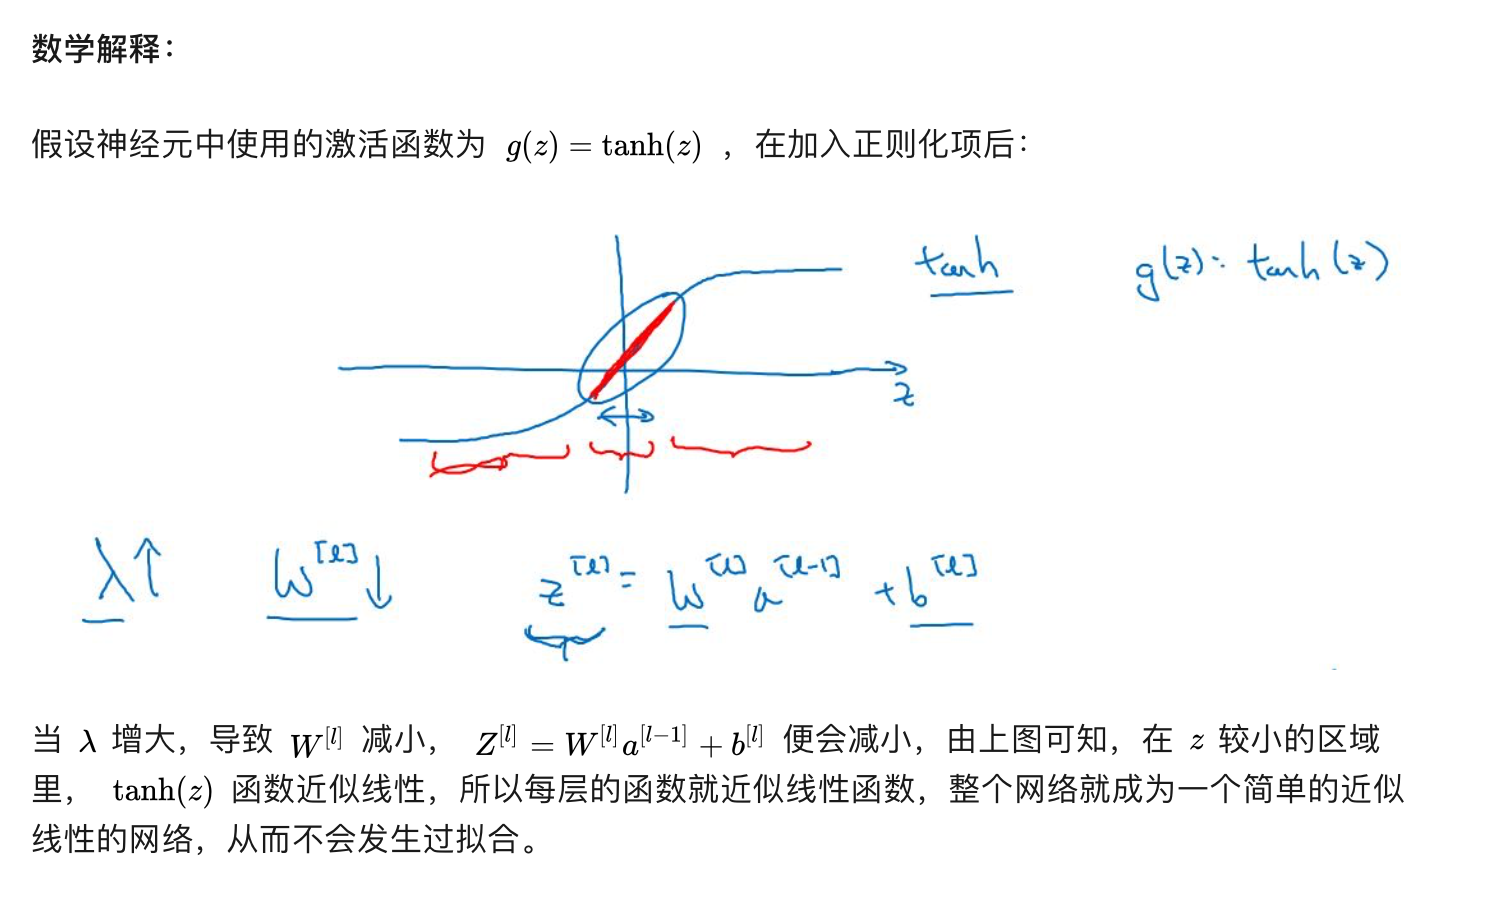 数学解释：
假设神经元中使用的激活函数为 g(z) = tanh(z) ，在加入正则化项后：
tanh g(z) = tanh(z)
z
λ↑ W^[l]↓ z^[l] = W^[l] a^[l-1] + b^[l]
当 λ 增大，导致 W^[l] 减小， Z^[l] = W^[l]a^[l−1] + b^[l] 便会减小，由上图可知，在 z 较小的区域
里， tanh(z) 函数近似线性，所以每层的函数就近似线性函数，整个网络就成为一个简单的近似
线性的网络，从而不会发生过拟合。